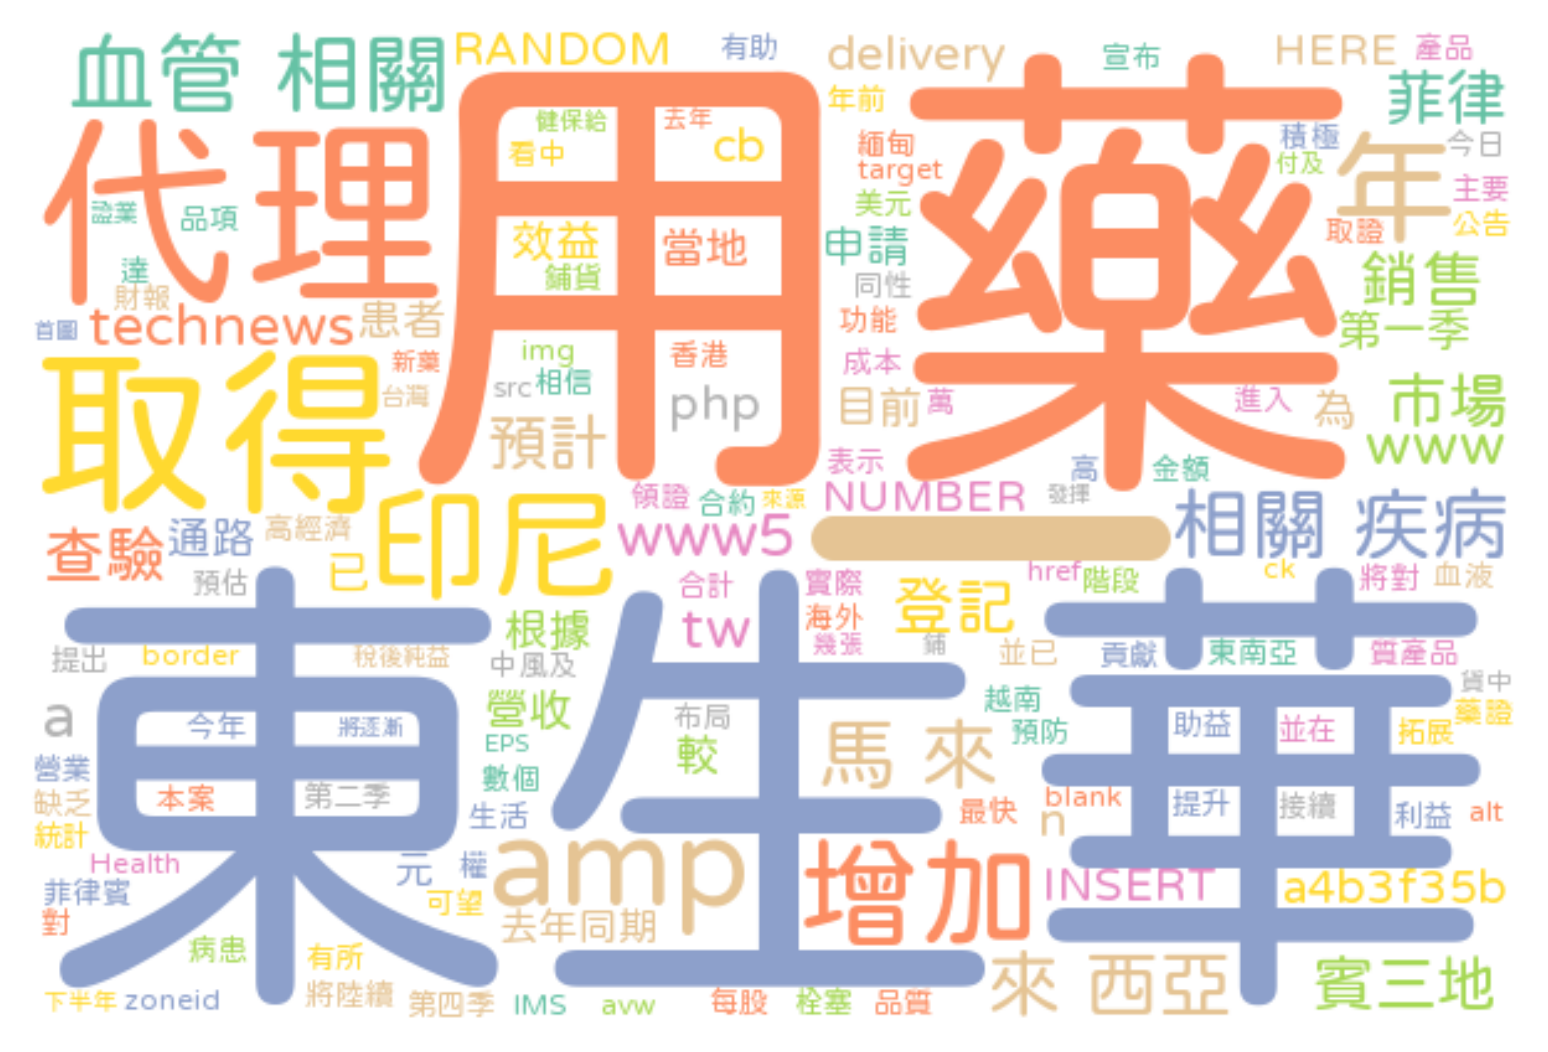 血管 相關
RANDOM
有助
delivery
宣布
HERE
產品
代理
用藥
健保給
去年
看中
cb
年前
緬甸
target
積極
付及
年
今日
菲律
主要
公告
品項
效益
當地
美元
申請
取證
達
財報
鋪貨
同性
銷售
首圖
technews
患者
功能
第一季
取得
新藥
台灣
img
src
相信
香港
php
成本
目前
萬
進入
為
市場
www
預計
表示
高
金額
印尼
領證
合約
來源
NUMBER
發揮
查驗
通路
高經濟
www5
一
相關 疾病
已
預估
合計
實際
登記
href
階段
ck
將對
血液
東生華
根據
tw
海外
幾張
鋪
並已
貢獻
東南亞
質產品
提出
border
稅後純益
中風及
a
今年
將逐漸
營收
布局
越南
預防
助益
並在
貨中
藥證
拓展
EPS
較
馬 來
營業
數個
缺乏
本案
第二季
生活
最快
blank
n
提升
接續
利益
alt
統計
Health
元
權
amp
增加
INSERT
a4b3f35b
菲律賓
可望
對
去年同期
病患
有所
來 西亞
賓三地
下半年
zoneid
將陸續
第四季
IMS
avw
每股
栓塞
品質